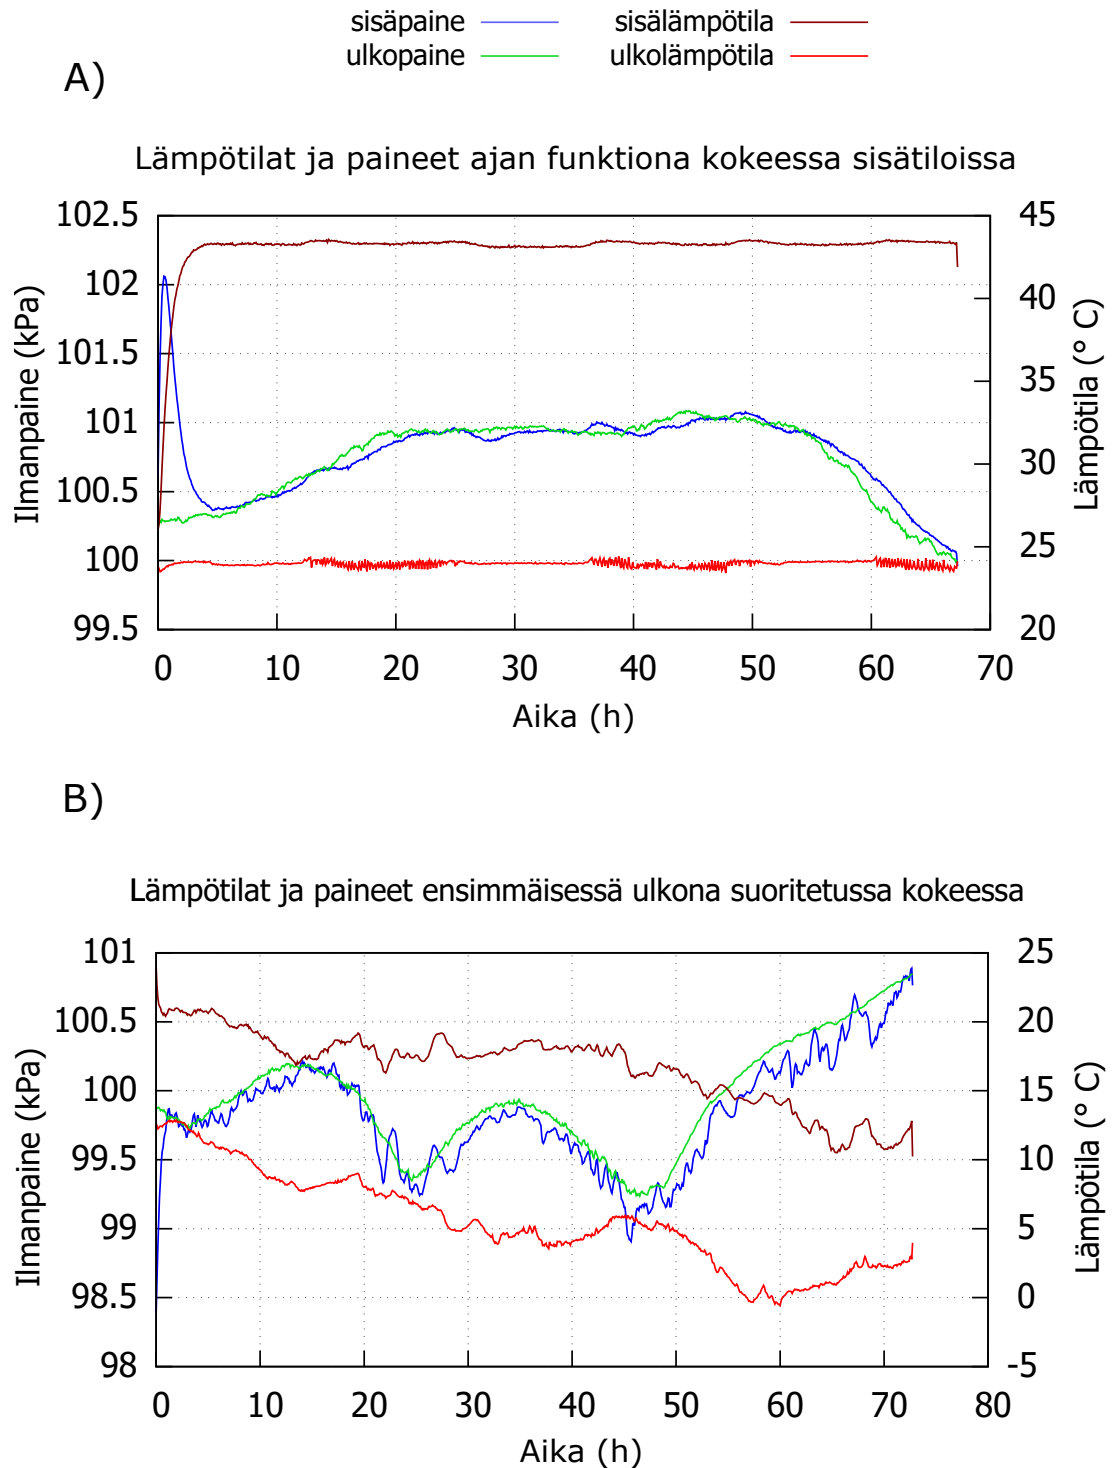 sisäpaine
sisälämpötila
ulkopaine
ulkolämpötila
A)
Lämpötilat ja paineet ajan funktiona kokeessa sisätiloissa
102.5
102
101.5
101
100.5
100
99.5
Ilmanpaine (kPa)
45
40
33
30
25
20
Lämpötila (° C)
0 10 20 30 40 50 60 70
Aika (h)
B)
Lämpötilat ja paineet ensimmäisessä ulkona suoritetussa kokeessa
101
100.5
100
99.5
99
98.5
98
Ilmanpaine (kPa)
25
20
15
10
5
0
-5
Lämpötila (° C)
0 10 20 30 40 50 60 70 80
Aika (h)